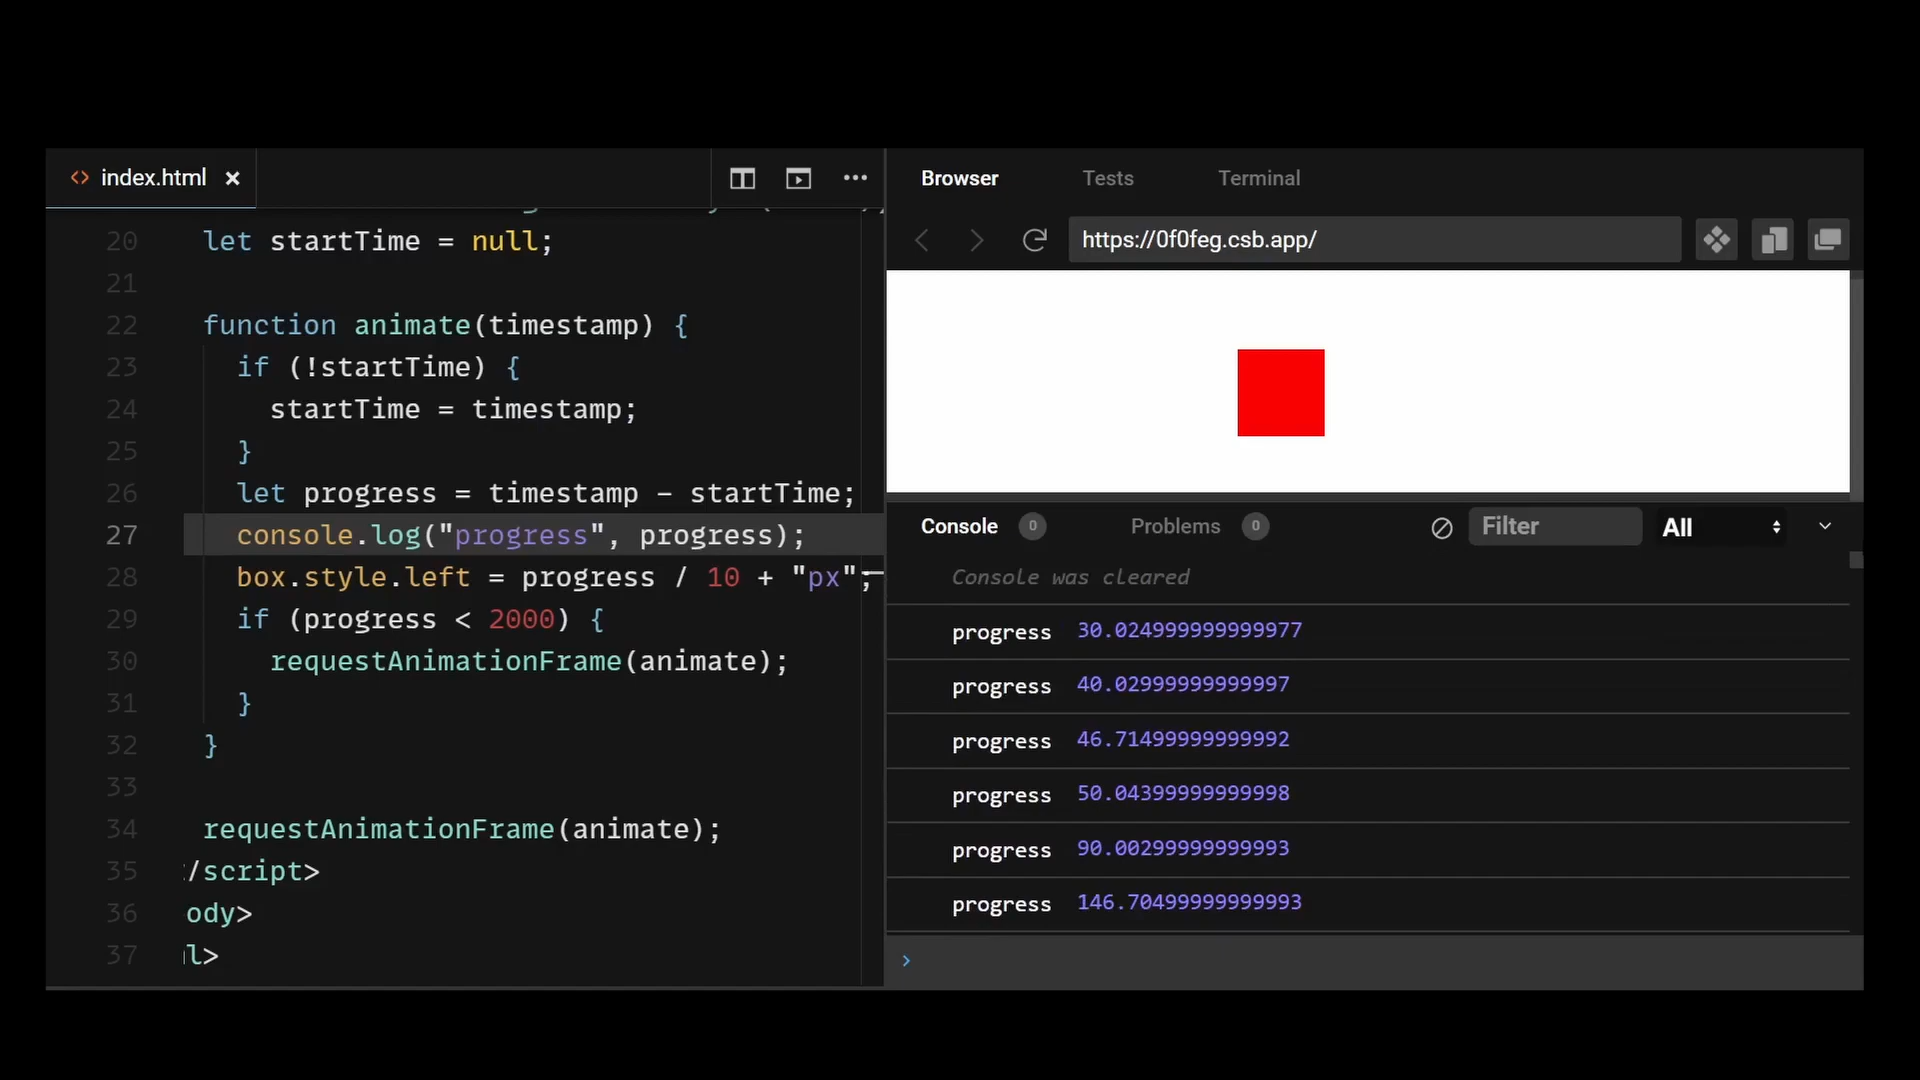 index.html
20 let startTime = null;
21
22 function animate(timestamp) {
23 if (!startTime) {
24 startTime = timestamp;
25 }
26 let progress = timestamp - startTime;
27 console.log("progress", progress);
28 box.style.left = progress / 10 + "px";
29 if (progress < 2000) {
30 requestAnimationFrame(animate);
31 }
32 }
33
34 requestAnimationFrame(animate);
35 /script>
36 ody>
37 l>
Browser Tests Terminal
https://0f0feg.csb.app/
Console 0 Problems 0 Filter All
Console was cleared
progress 30.024999999999977
progress 40.02999999999997
progress 46.71499999999992
progress 50.04399999999998
progress 90.00299999999993
progress 146.70499999999993